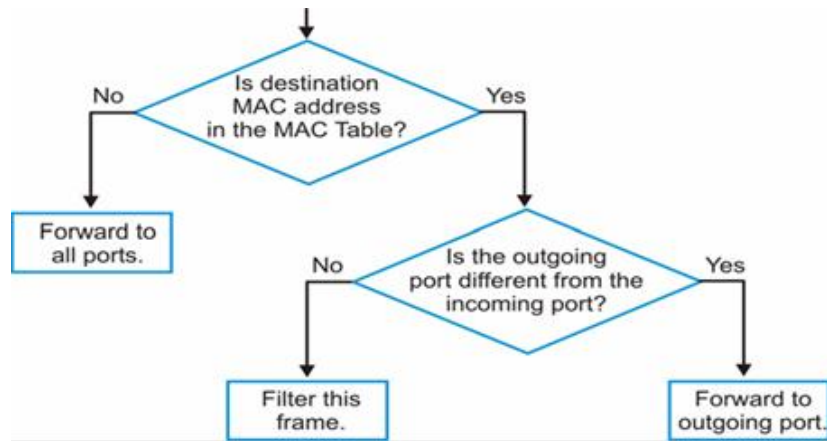 Is destination
MAC address
in the MAC Table?
No
Yes
Forward to
all ports.
Is the outgoing
port different from the
incoming port?
No
Yes
Filter this
frame.
Forward to
outgoing port.